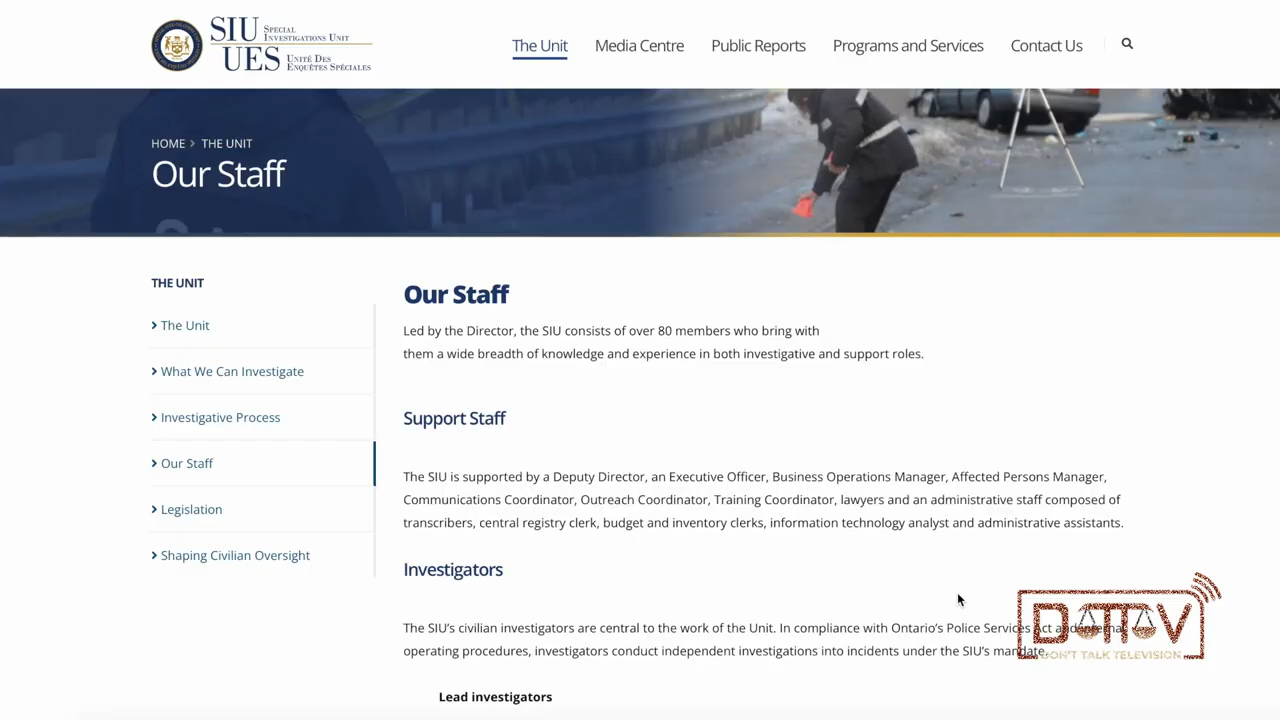 SIU
SPECIAL
INVESTIGATIONS UNIT
UES
UNITÉ DES
ENQUÊTES SPÉCIALES
The Unit
Media Centre
Public Reports
Programs and Services
Contact Us
HOME > THE UNIT
Our Staff
THE UNIT
The Unit
What We Can Investigate
Investigative Process
Our Staff
Legislation
Shaping Civilian Oversight
Our Staff
Led by the Director, the SIU consists of over 80 members who bring with
them a wide breadth of knowledge and experience in both investigative and support roles.
Support Staff
The SIU is supported by a Deputy Director, an Executive Officer, Business Operations Manager, Affected Persons Manager,
Communications Coordinator, Outreach Coordinator, Training Coordinator, lawyers and an administrative staff composed of
transcribers, central registry clerk, budget and inventory clerks, information technology analyst and administrative assistants.
Investigators
The SIU's civilian investigators are central to the work of the Unit. In compliance with Ontario's Police Services Act and internal
operating procedures, investigators conduct independent investigations into incidents under the SIU's mandate.
Lead investigators
DTTV
DON'T TALK TELEVISION